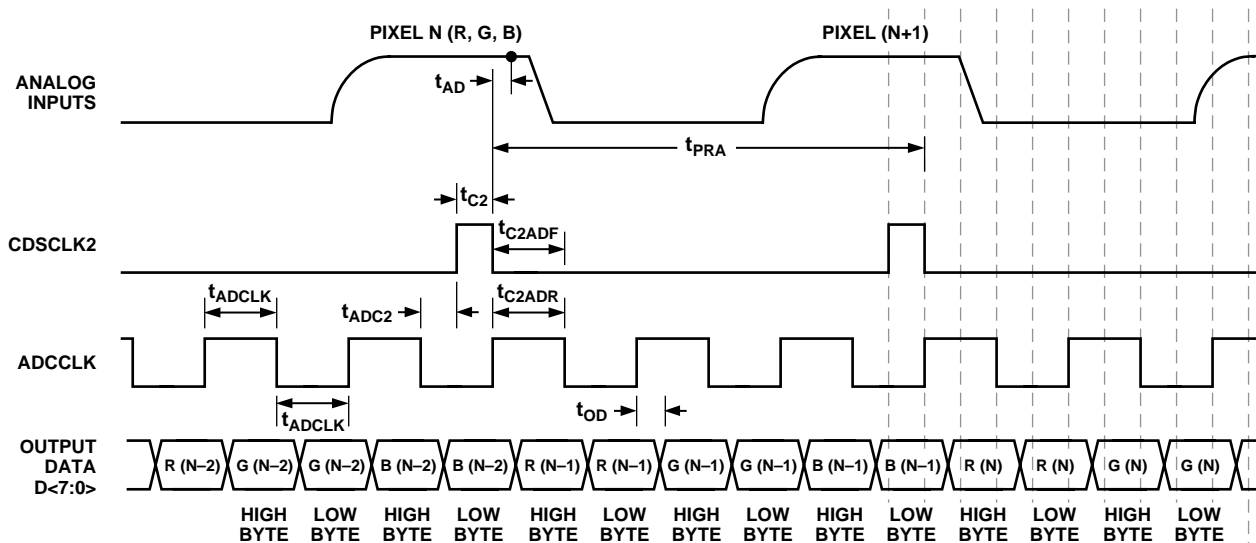 PIXEL N (R, G, B)
PIXEL (N+1)
ANALOG
INPUTS
tAD
tPRA
tC2
CDSCLK2
tC2ADF
tADCLK
tADC2
tC2ADR
ADCCLK
tADCLK
tOD
OUTPUT
DATA
D<7:0>
R (N–2)
G (N–2)
G (N–2)
B (N–2)
B (N–2)
R (N–1)
R (N–1)
G (N–1)
G (N–1)
B (N–1)
B (N–1)
R (N)
R (N)
G (N)
G (N)
HIGH
BYTE
LOW
BYTE
HIGH
BYTE
LOW
BYTE
HIGH
BYTE
LOW
BYTE
HIGH
BYTE
LOW
BYTE
HIGH
BYTE
LOW
BYTE
HIGH
BYTE
LOW
BYTE
HIGH
BYTE
LOW
BYTE